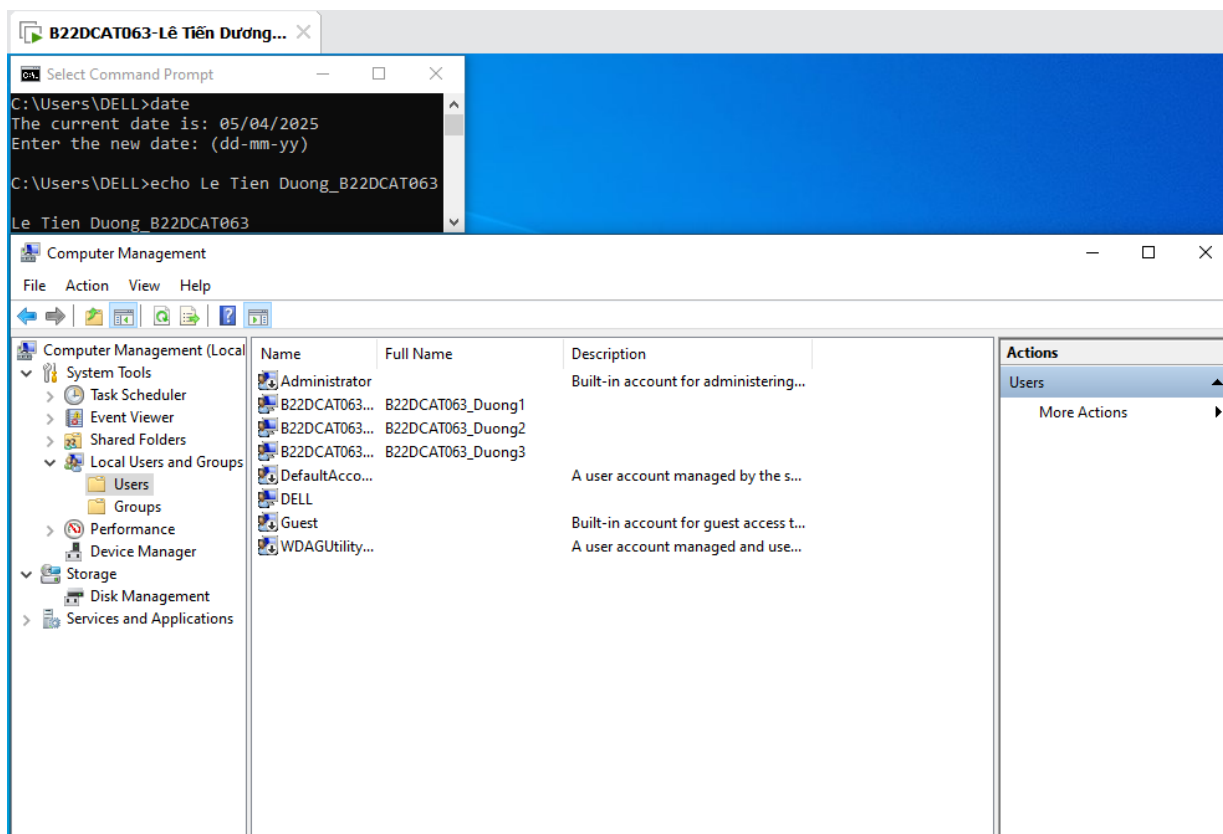 B22DCAT063-Lê Tiến Dương...
Select Command Prompt
C:\Users\DELL>date
The current date is: 05/04/2025
Enter the new date: (dd-mm-yy)
C:\Users\DELL>echo Le Tien Duong_B22DCAT063
Le Tien Duong_B22DCAT063
Computer Management
File Action View Help
Computer Management (Local
System Tools
Task Scheduler
Event Viewer
Shared Folders
Local Users and Groups
Users
Groups
Performance
Device Manager
Storage
Disk Management
Services and Applications
Name Full Name Description
Administrator Built-in account for administering...
B22DCAT063... B22DCAT063_Duong1
B22DCAT063... B22DCAT063_Duong2
B22DCAT063... B22DCAT063_Duong3
DefaultAcco... A user account managed by the s...
DELL
Guest Built-in account for guest access t...
WDAGUtility... A user account managed and use...
Actions
Users
More Actions